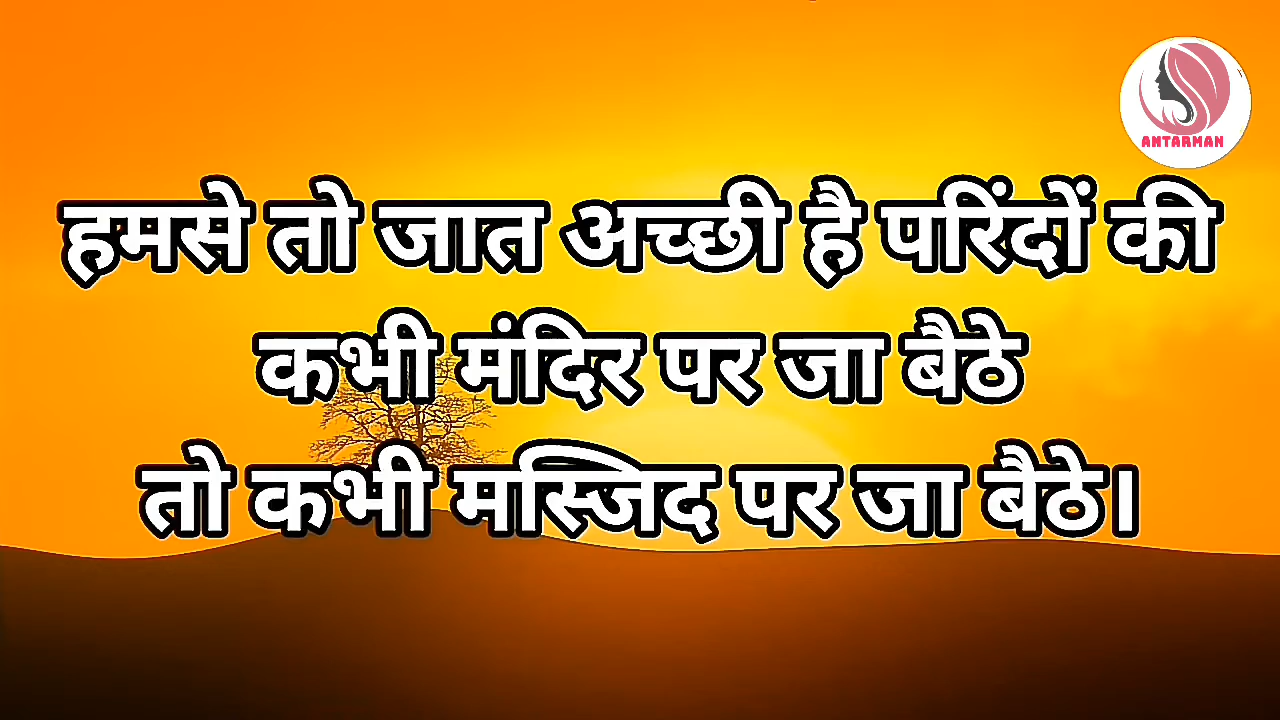 ANTARMAN
हमसे तो जात अच्छी है परिंदों की
कभी मंदिर पर जा बैठे
तो कभी मस्जिद पर जा बैठे।